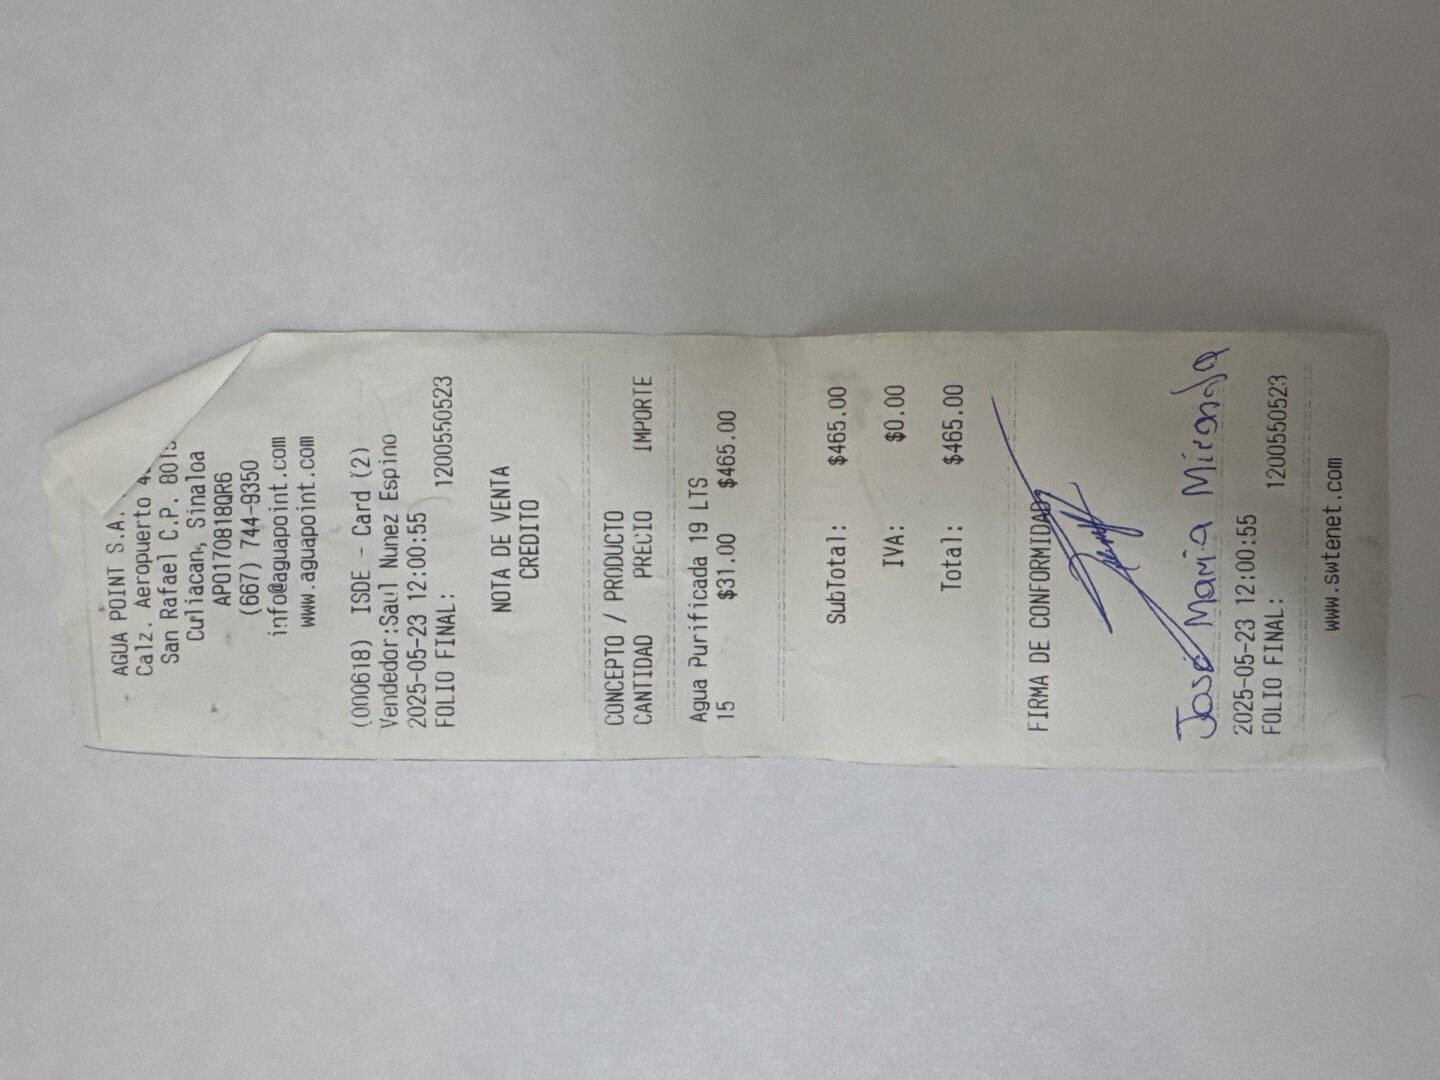 AGUA POINT S.A.
Calz. Aeropuerto 4
San Rafael C.P. 801
Culiacan, Sinaloa
APO170818QR6
(667) 744-9350
info@aguapoint.com
www.aguapoint.com
(000618) ISDE - Card (2)
Vendedor:Saul Nunez Espino
2025-05-23 12:00:55
FOLIO FINAL: 1200550523
NOTA DE VENTA
CREDITO
CONCEPTO / PRODUCTO
CANTIDAD PRECIO IMPORTE
Agua Purificada 19 LTS
15 $31.00 $465.00
SubTotal: $465.00
IVA: $0.00
Total: $465.00
FIRMA DE CONFORMIDAD
José Maria Miranda
2025-05-23 12:00:55
FOLIO FINAL: 1200550523
www.swtenet.com